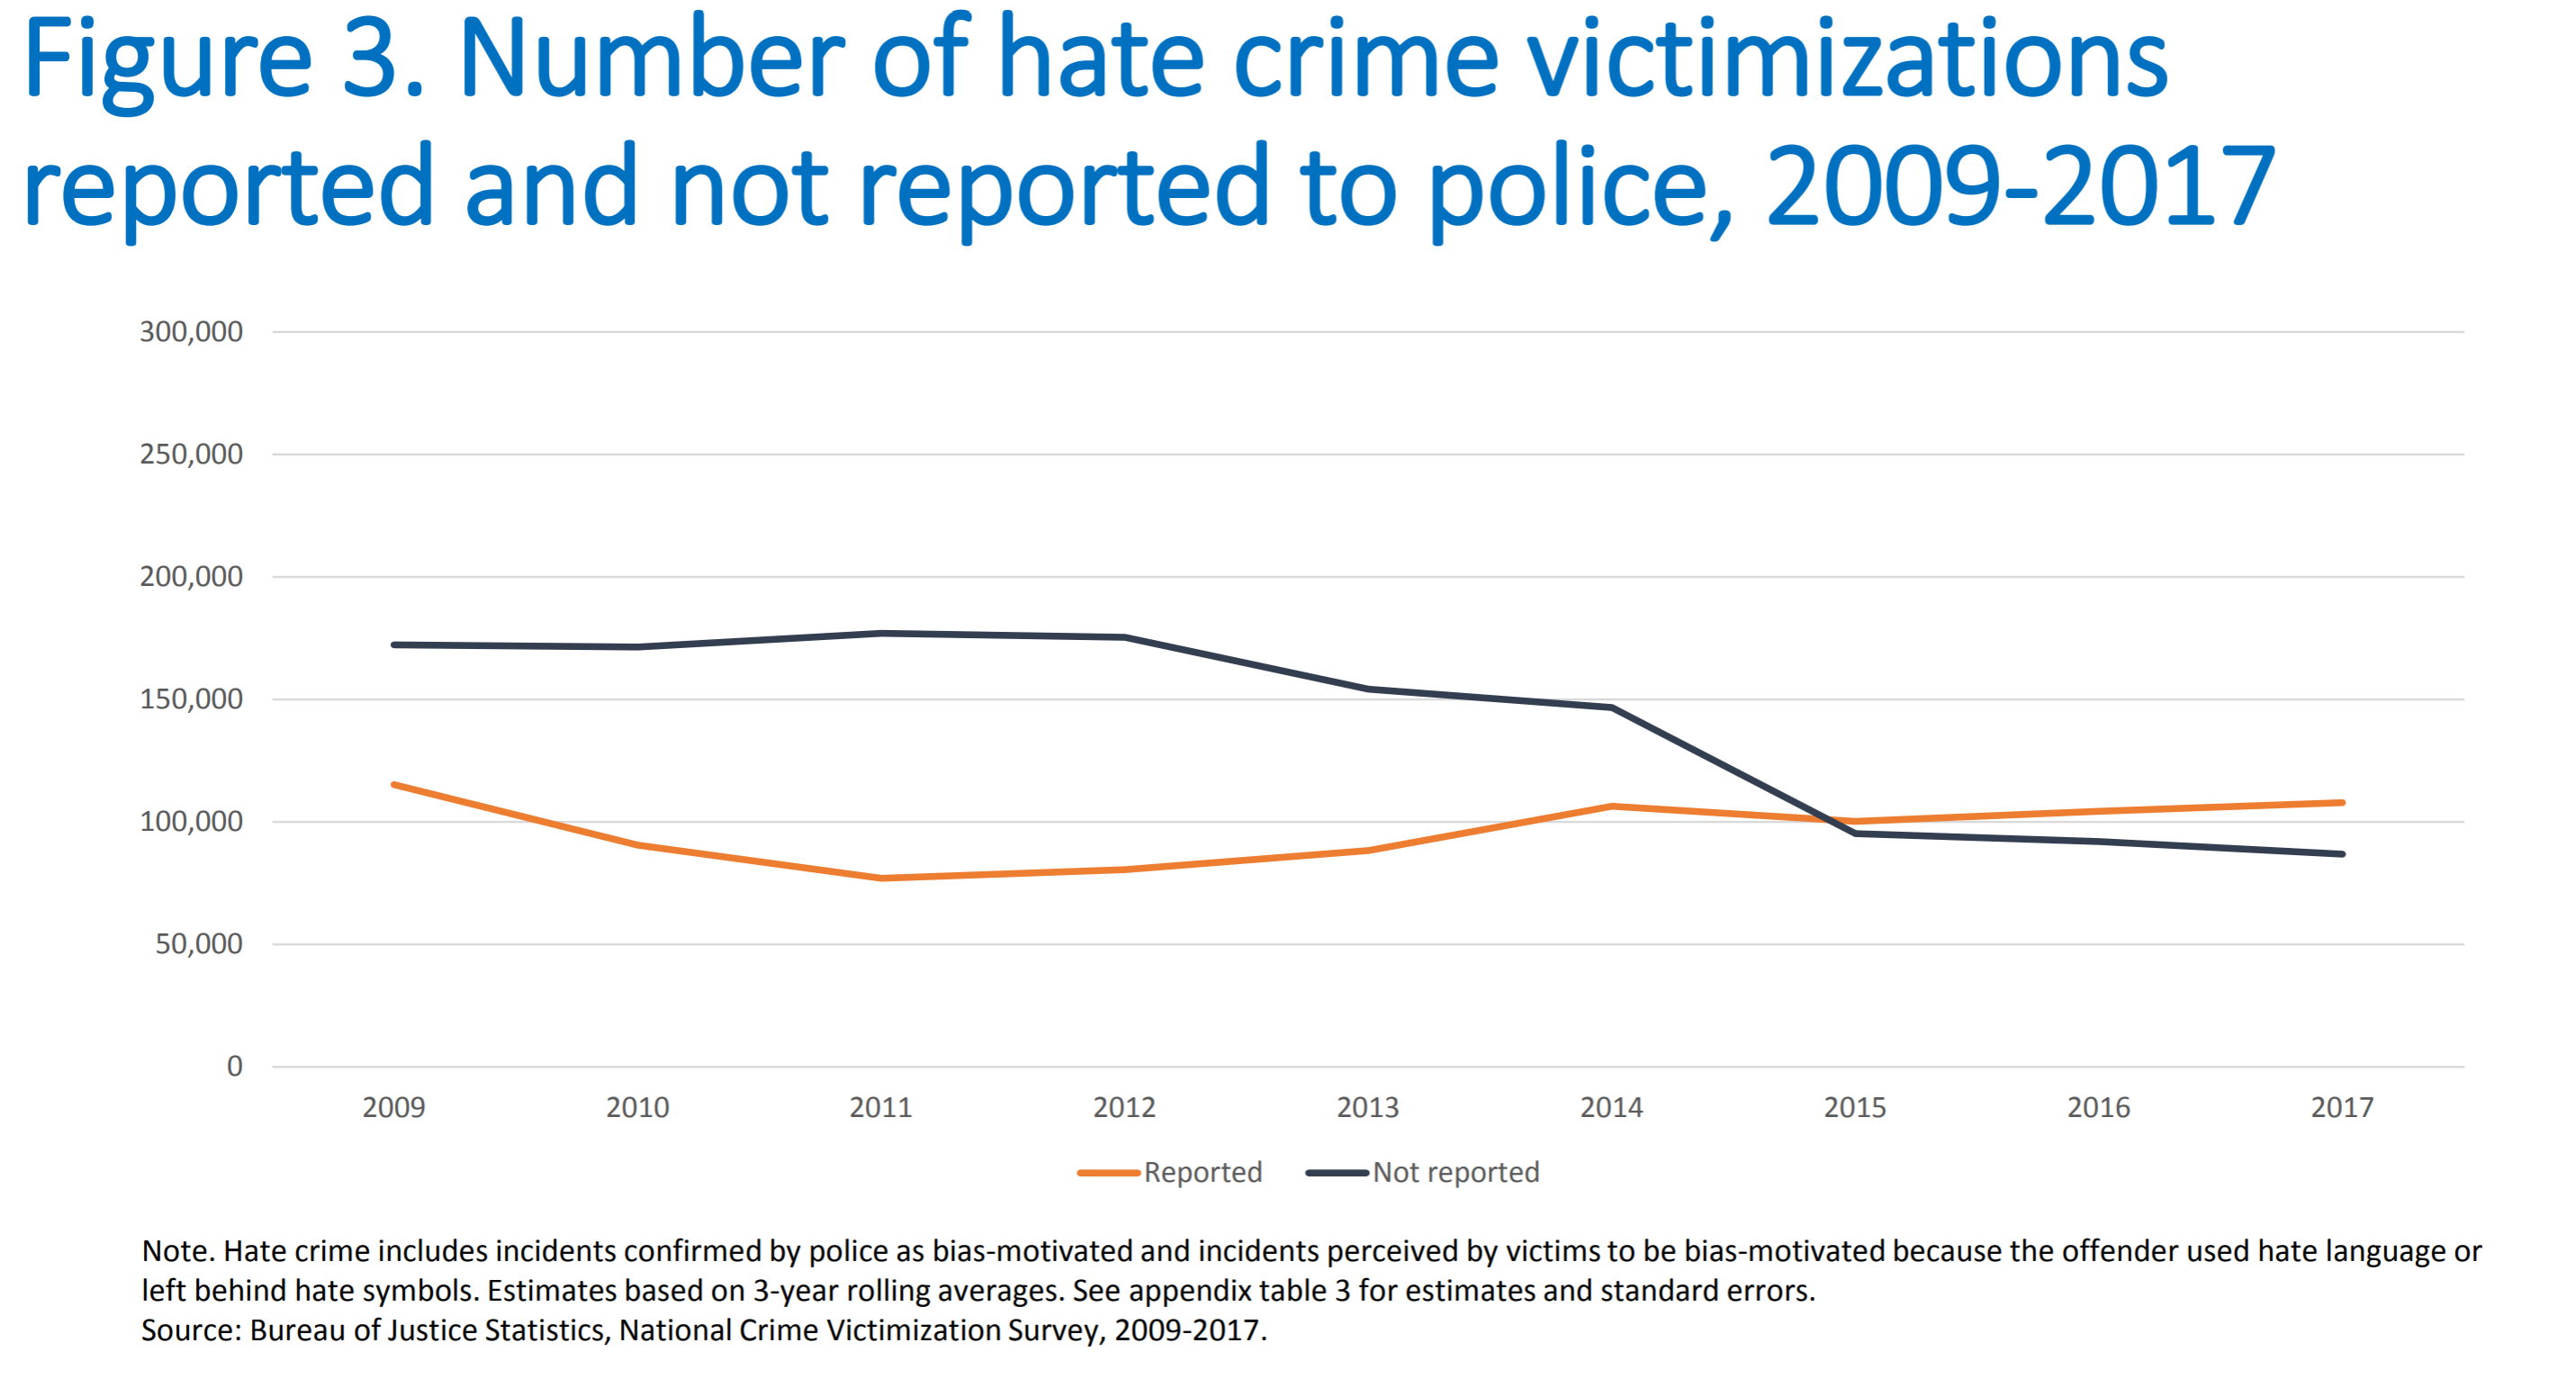 Figure 3. Number of hate crime victimizations
reported and not reported to police, 2009-2017
300,000
250,000
200,000
150,000
100,000
50,000
0
2009 2010 2011 2012 2013 2014 2015 2016 2017
Reported Not reported
Note. Hate crime includes incidents confirmed by police as bias-motivated and incidents perceived by victims to be bias-motivated because the offender used hate language or
left behind hate symbols. Estimates based on 3-year rolling averages. See appendix table 3 for estimates and standard errors.
Source: Bureau of Justice Statistics, National Crime Victimization Survey, 2009-2017.